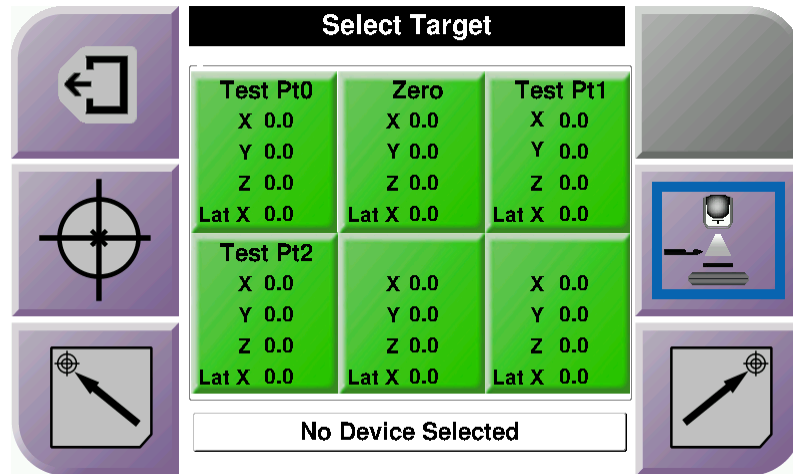 Select Target
Test Pt0 Zero Test Pt1
X 0.0 X 0.0 X 0.0
Y 0.0 Y 0.0 Y 0.0
Z 0.0 Z 0.0 Z 0.0
Lat X 0.0 Lat X 0.0 Lat X 0.0
Test Pt2
X 0.0 X 0.0 X 0.0
Y 0.0 Y 0.0 Y 0.0
Z 0.0 Z 0.0 Z 0.0
Lat X 0.0 Lat X 0.0 Lat X 0.0
No Device Selected